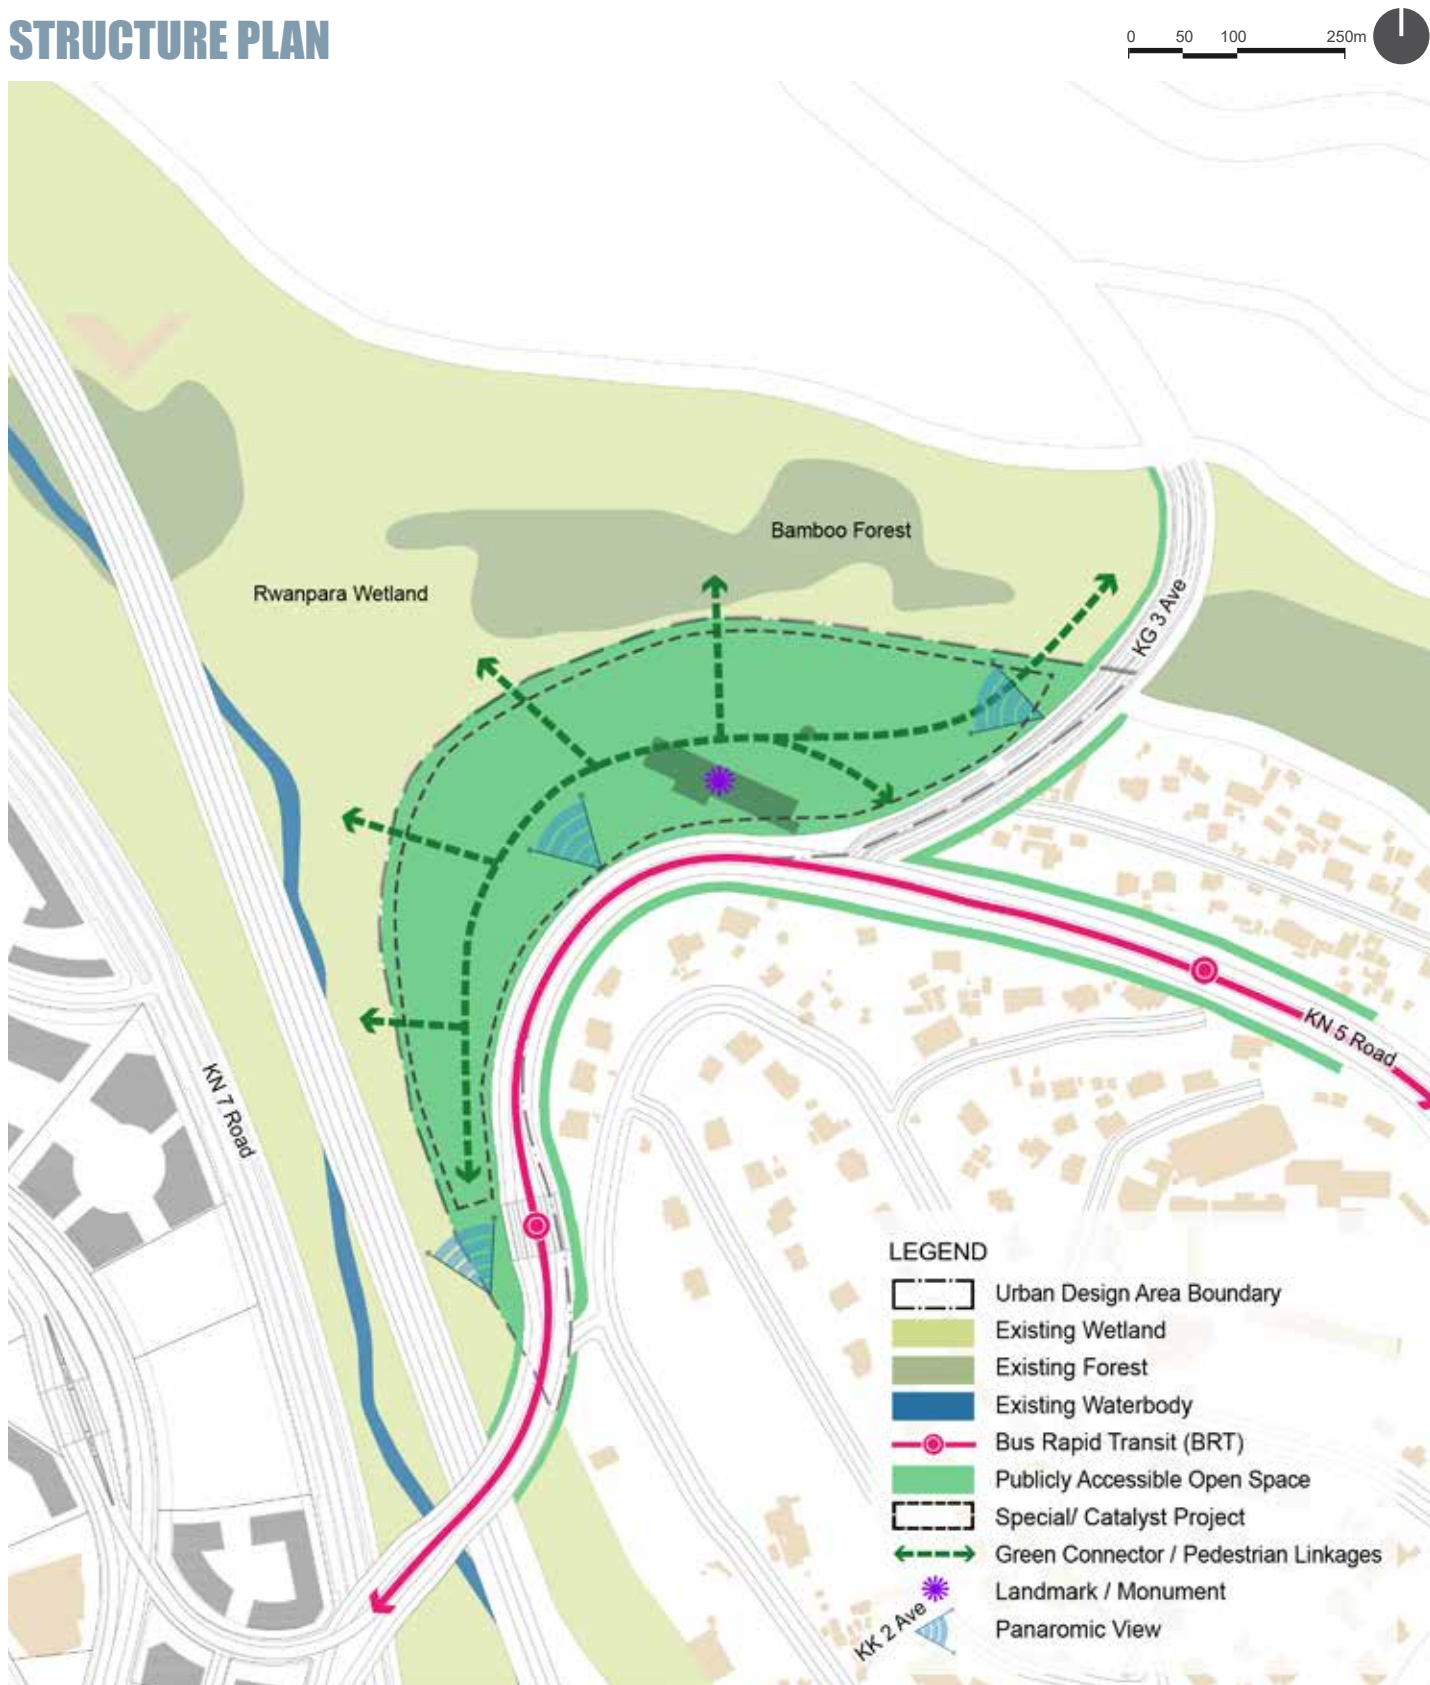 STRUCTURE PLAN
0 50 100 250m
Bamboo Forest
Rwanpara Wetland
KG 3 Ave
KN 5 Road
KN 7 Road
LEGEND
Urban Design Area Boundary
Existing Wetland
Existing Forest
Existing Waterbody
Bus Rapid Transit (BRT)
Publicly Accessible Open Space
Special/ Catalyst Project
Green Connector / Pedestrian Linkages
Landmark / Monument
Panaromic View
KK 2 Ave